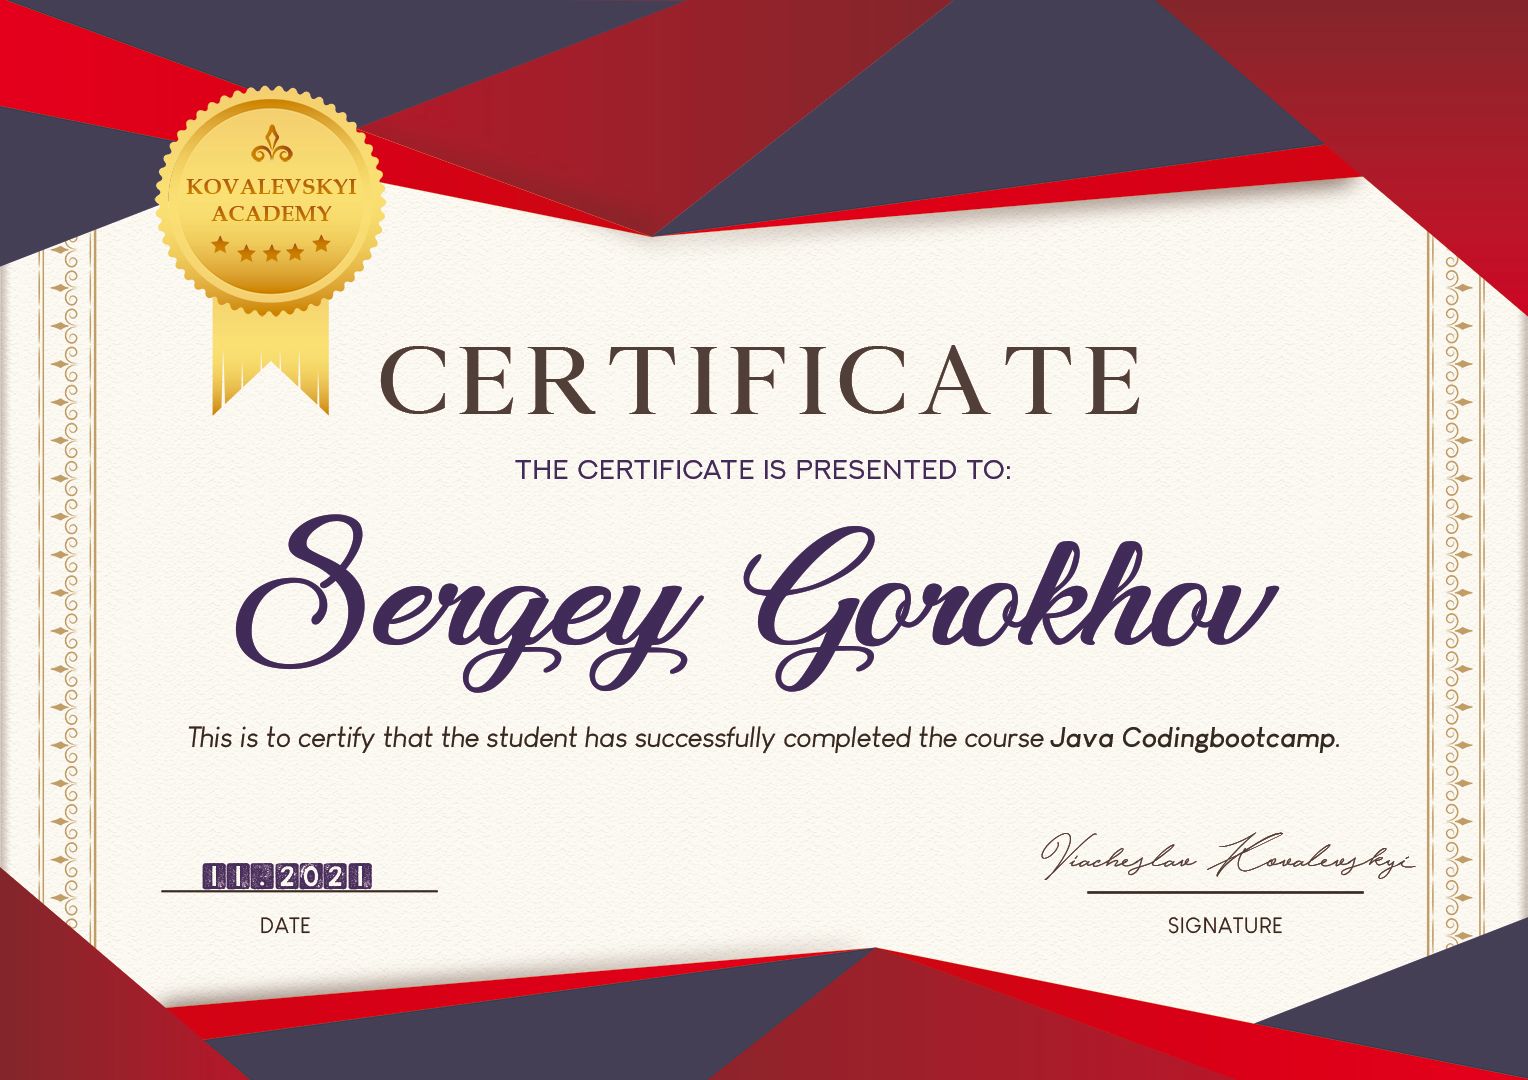 KOVALEVSKYI
ACADEMY
CERTIFICATE
THE CERTIFICATE IS PRESENTED TO:
Sergey Gorokhov
This is to certify that the student has successfully completed the course Java Codingbootcamp.
11.2021
Viacheslav Kovalevskyi
DATE
SIGNATURE